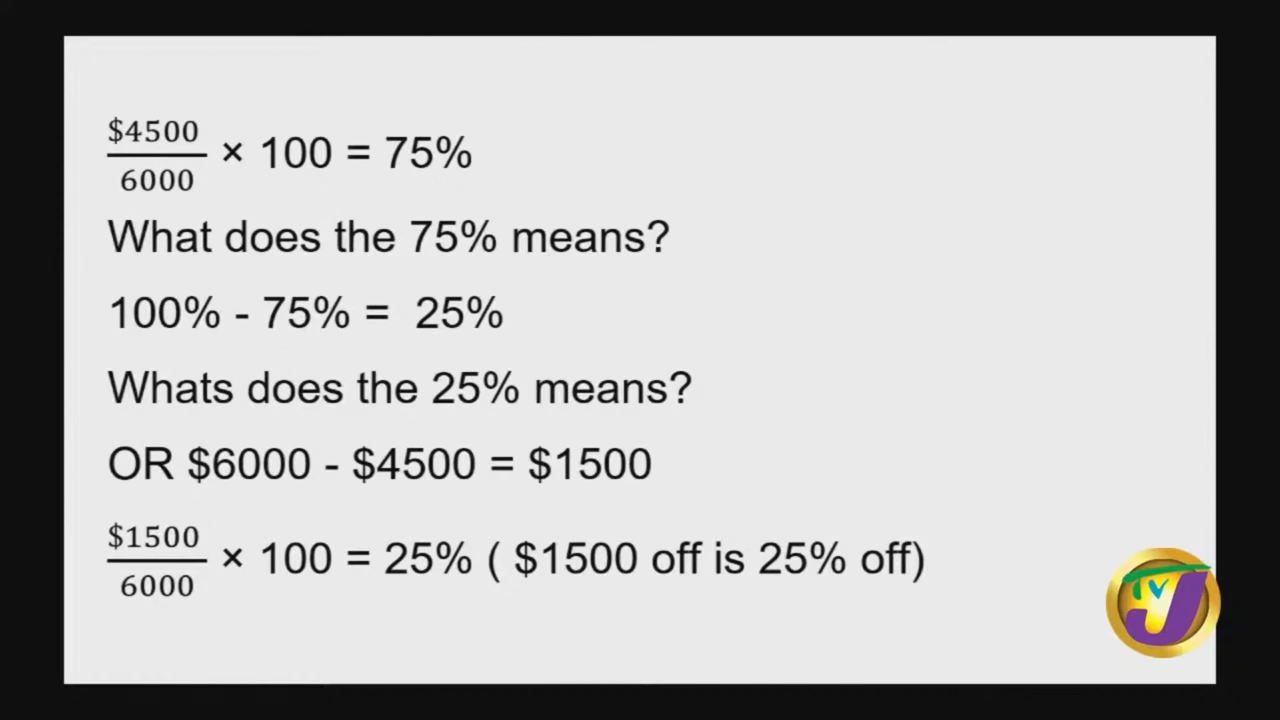 $4500
6000 × 100 = 75%
What does the 75% means?
100% - 75% = 25%
Whats does the 25% means?
OR $6000 - $4500 = $1500
$1500
6000 × 100 = 25% ( $1500 off is 25% off)
TVJ